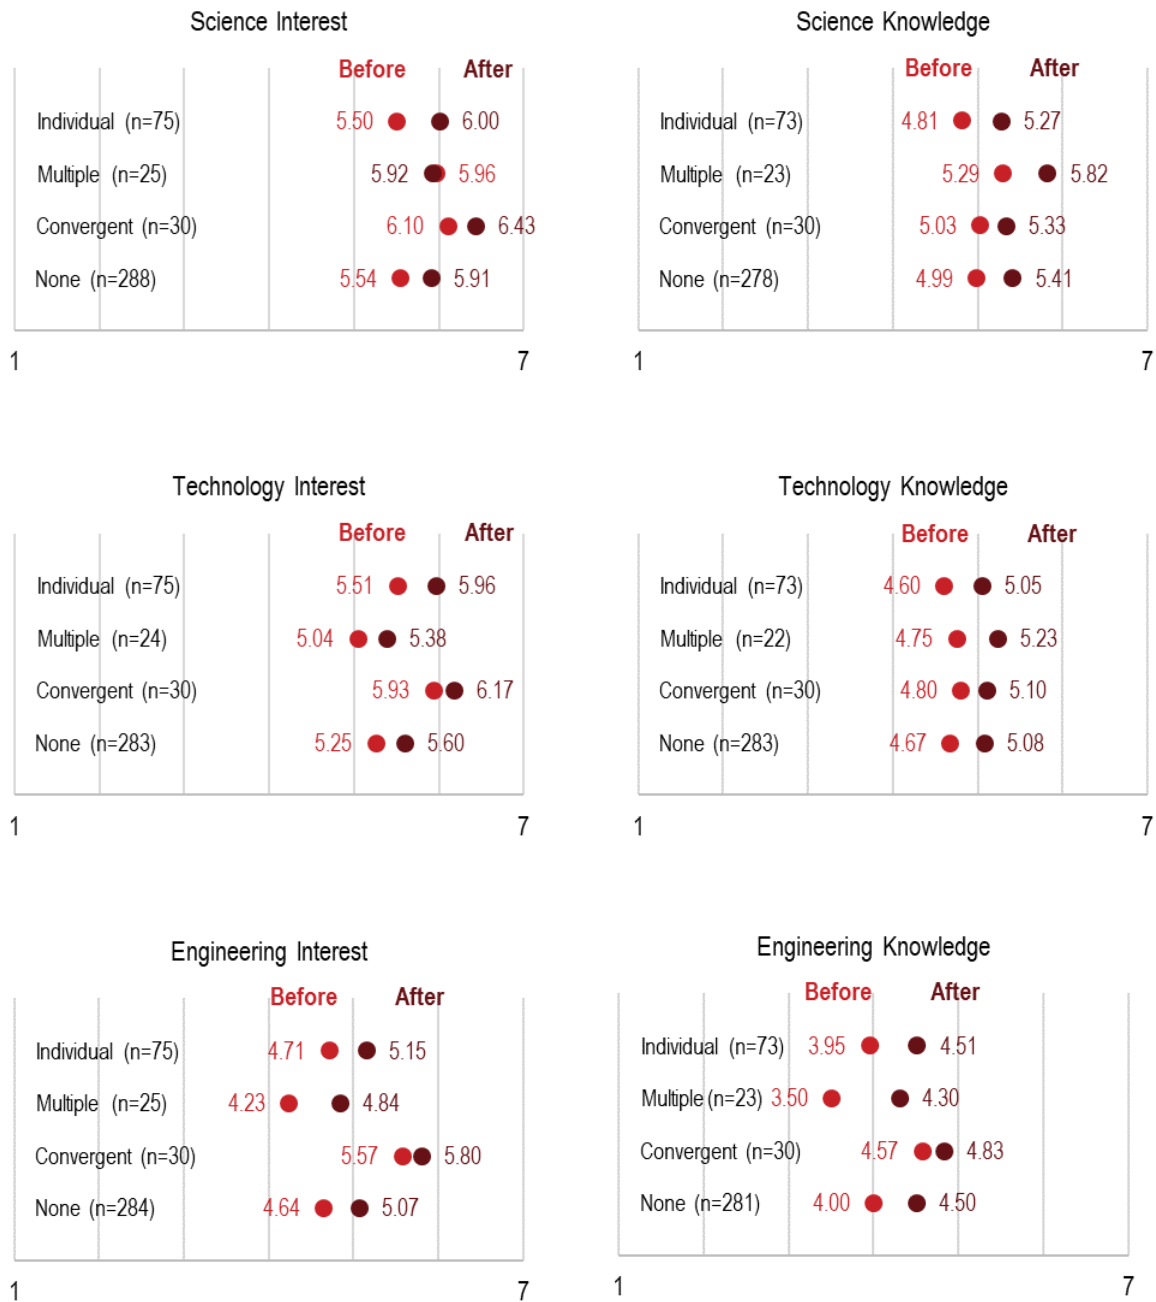 Science Interest
Before After
Individual (n=75) 5.50 6.00
Multiple (n=25) 5.92 5.96
Convergent (n=30) 6.10 6.43
None (n=288) 5.54 5.91
1 7
Science Knowledge
Before After
Individual (n=73) 4.81 5.27
Multiple (n=23) 5.29 5.82
Convergent (n=30) 5.03 5.33
None (n=278) 4.99 5.41
1 7
Technology Interest
Before After
Individual (n=75) 5.51 5.96
Multiple (n=24) 5.04 5.38
Convergent (n=30) 5.93 6.17
None (n=283) 5.25 5.60
1 7
Technology Knowledge
Before After
Individual (n=73) 4.60 5.05
Multiple (n=22) 4.75 5.23
Convergent (n=30) 4.80 5.10
None (n=283) 4.67 5.08
1 7
Engineering Interest
Before After
Individual (n=75) 4.71 5.15
Multiple (n=25) 4.23 4.84
Convergent (n=30) 5.57 5.80
None (n=284) 4.64 5.07
1 7
Engineering Knowledge
Before After
Individual (n=73) 3.95 4.51
Multiple (n=23) 3.50 4.30
Convergent (n=30) 4.57 4.83
None (n=281) 4.00 4.50
1 7